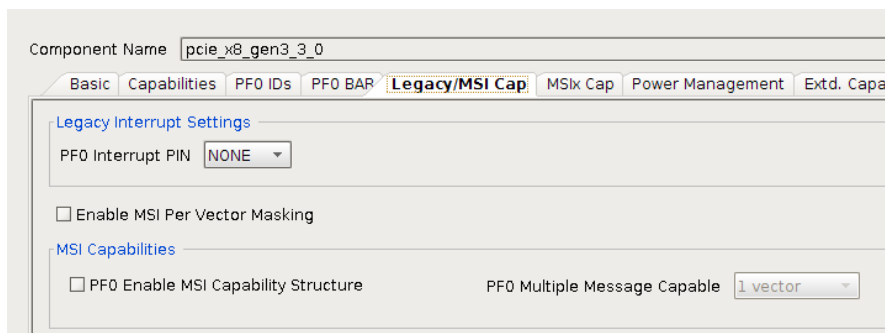 Component Name pcie_x8_gen3_3_0
Basic Capabilities PF0 IDs PF0 BAR Legacy/MSI Cap MSIx Cap Power Management Extd. Capa
Legacy Interrupt Settings
PF0 Interrupt PIN NONE
Enable MSI Per Vector Masking
MSI Capabilities
PF0 Enable MSI Capability Structure PF0 Multiple Message Capable 1 vector